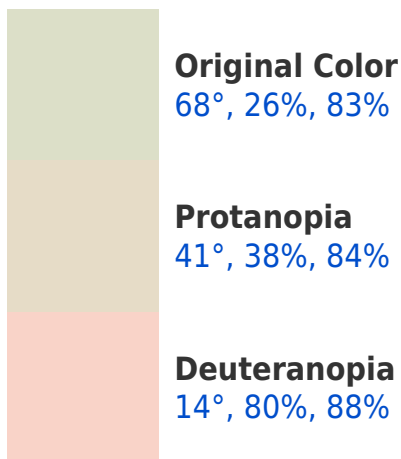 Original Color
68°, 26%, 83%
Protanopia
41°, 38%, 84%
Deuteranopia
14°, 80%, 88%